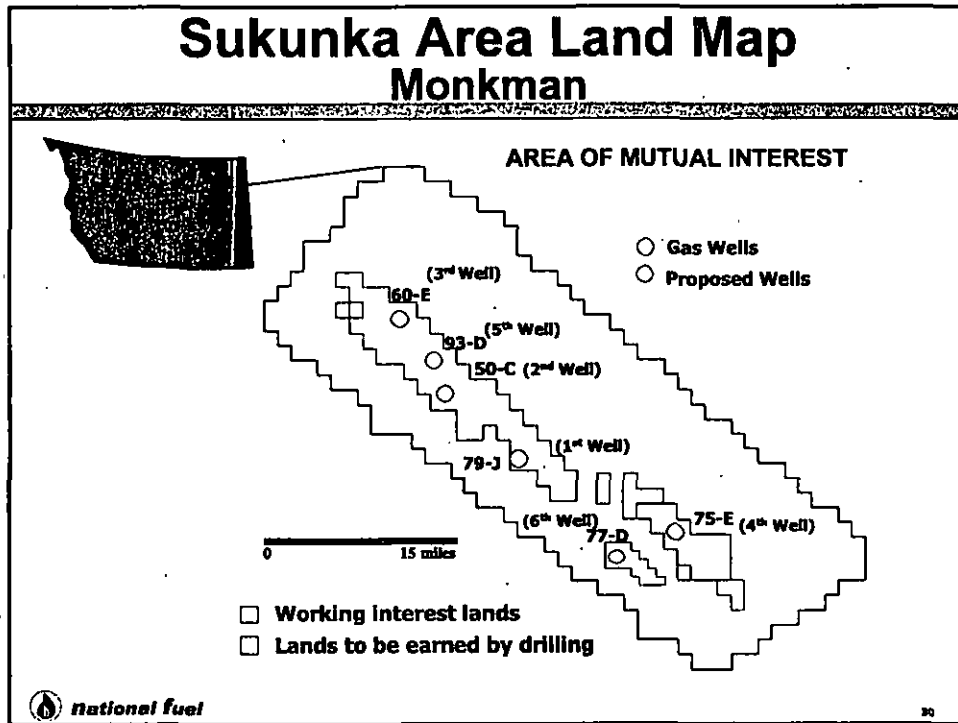 Sukunka Area Land Map
Monkman
AREA OF MUTUAL INTEREST
Gas Wells
Proposed Wells
(3rd Well)
60-E
(5th Well)
93-D
50-C (2nd Well)
(1st Well)
79-J
(6th Well)
77-D
75-E (4th Well)
0 15 miles
Working interest lands
Lands to be earned by drilling
national fuel
30